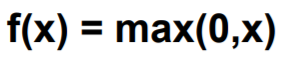 f(x) = max(0,x)